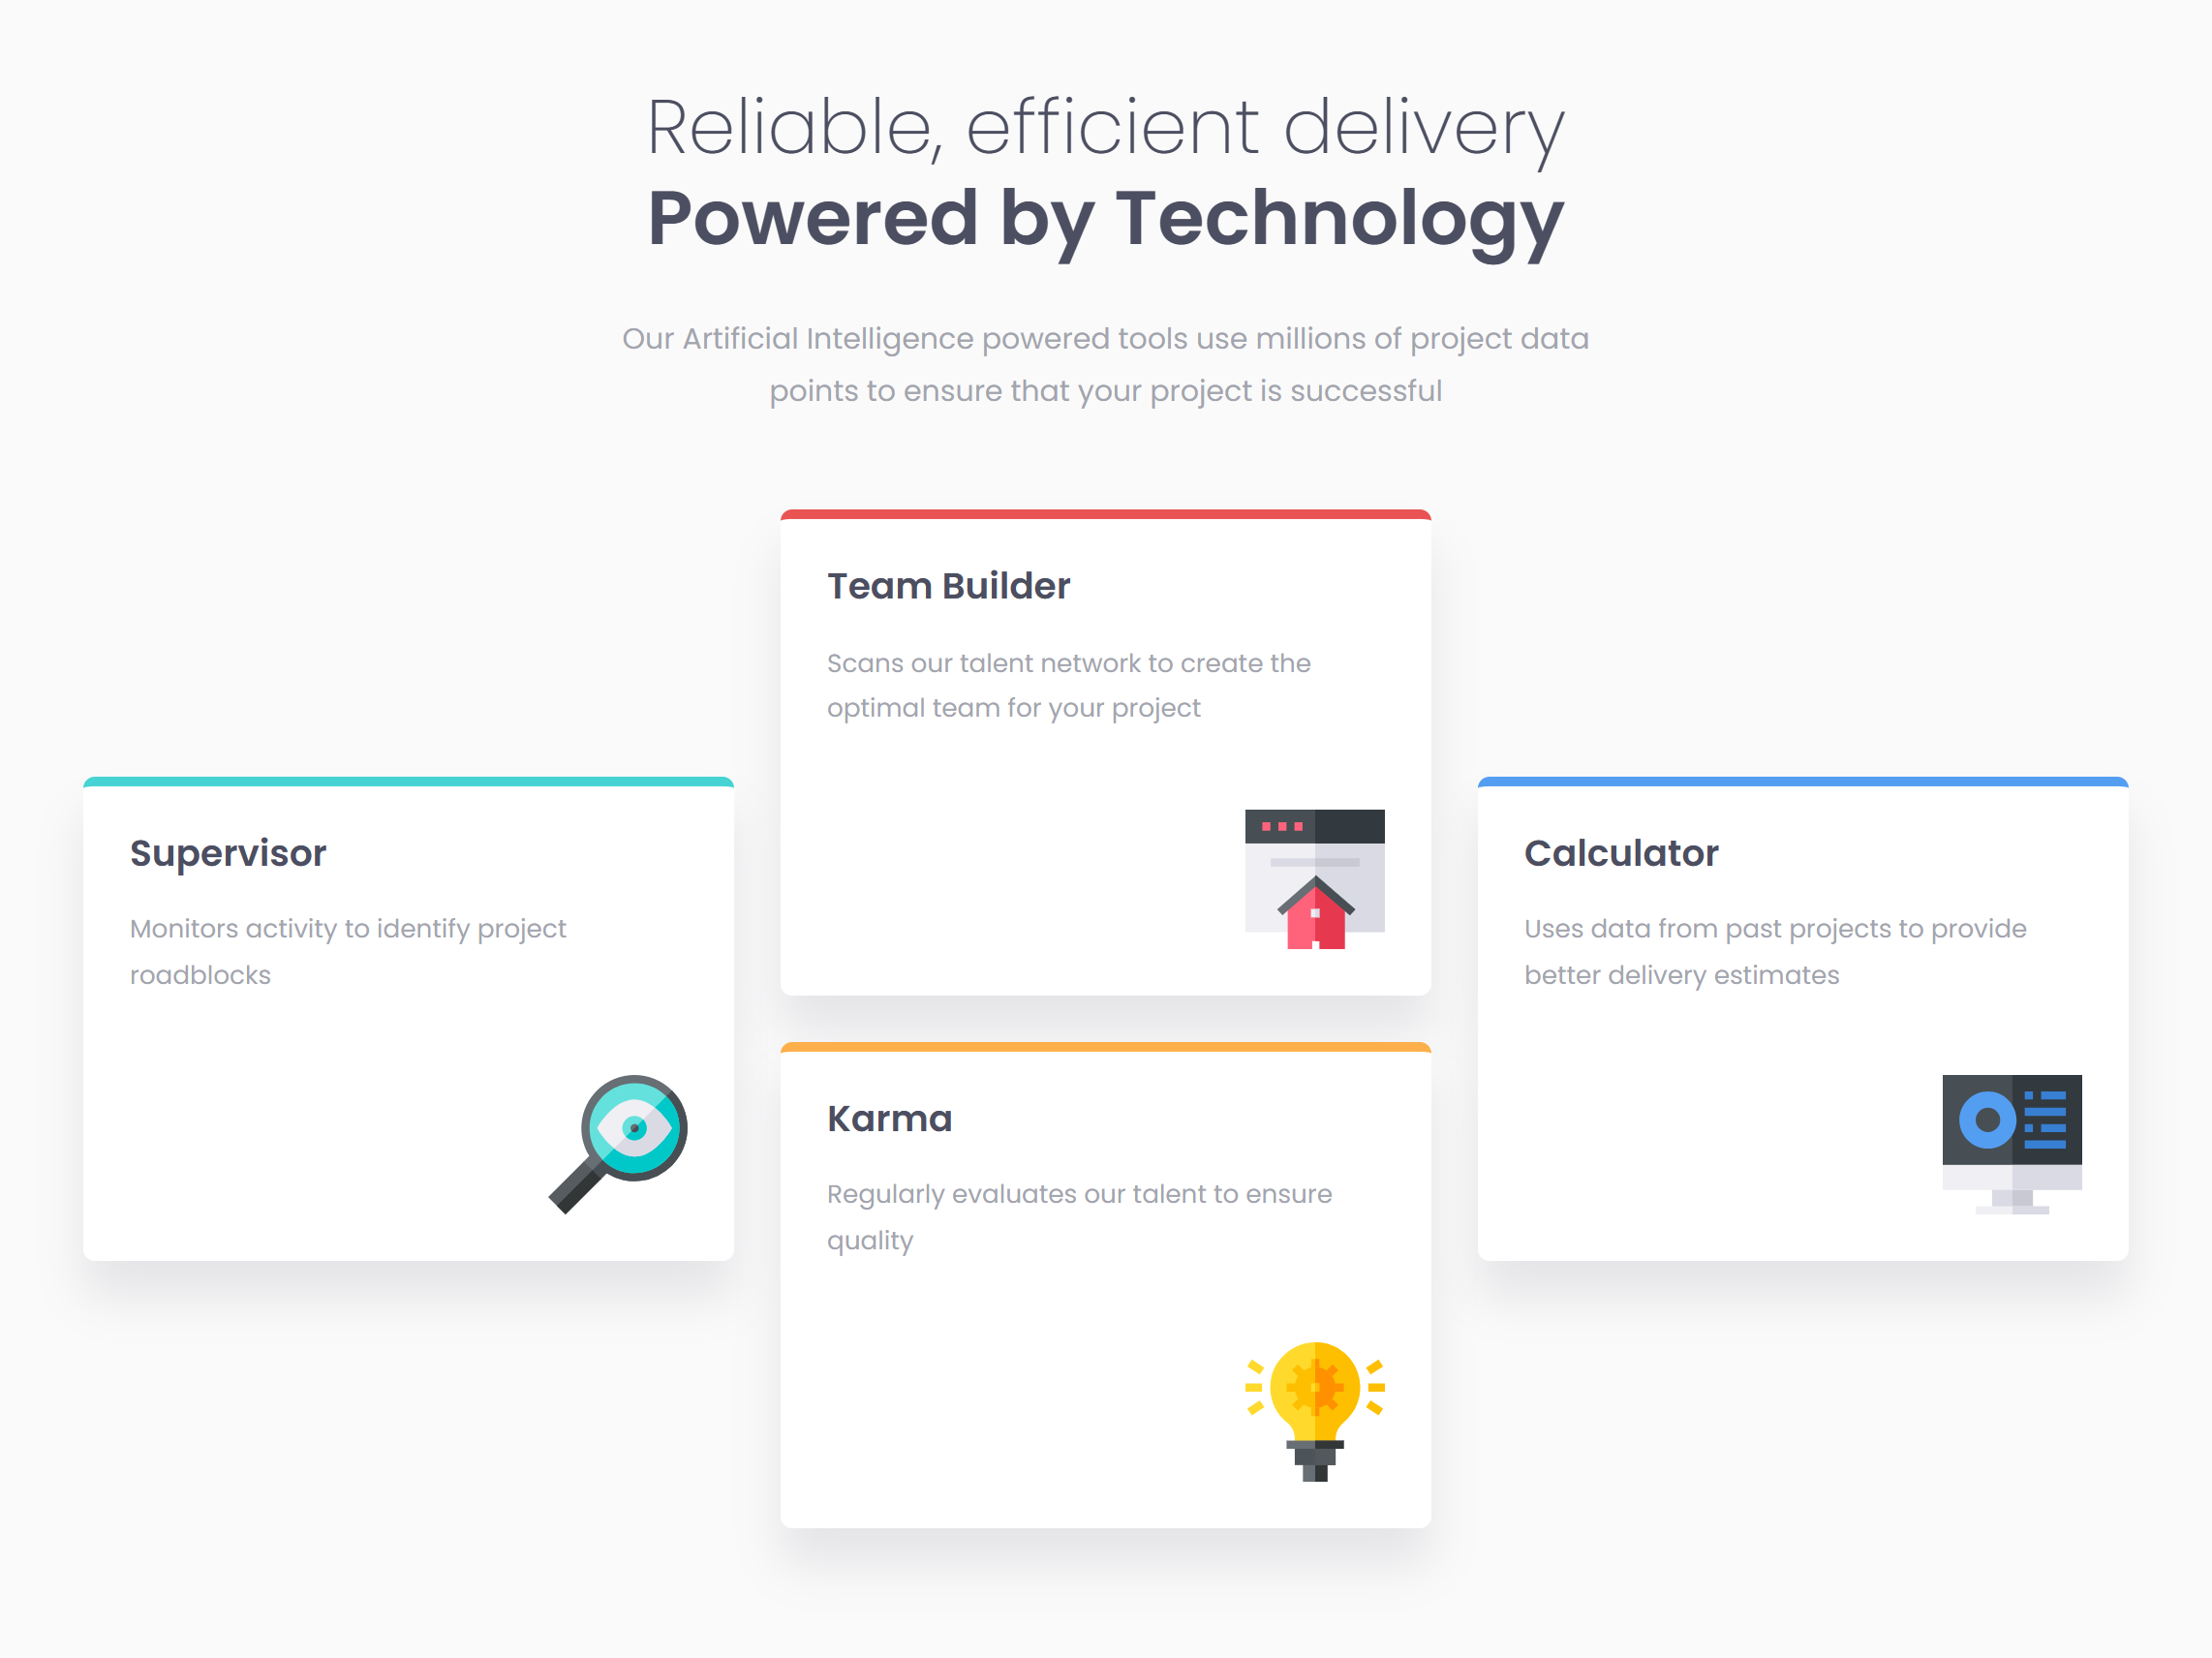 Reliable, efficient delivery
Powered by Technology
Our Artificial Intelligence powered tools use millions of project data
points to ensure that your project is successful
Supervisor
Monitors activity to identify project
roadblocks
Team Builder
Scans our talent network to create the
optimal team for your project
Karma
Regularly evaluates our talent to ensure
quality
Calculator
Uses data from past projects to provide
better delivery estimates